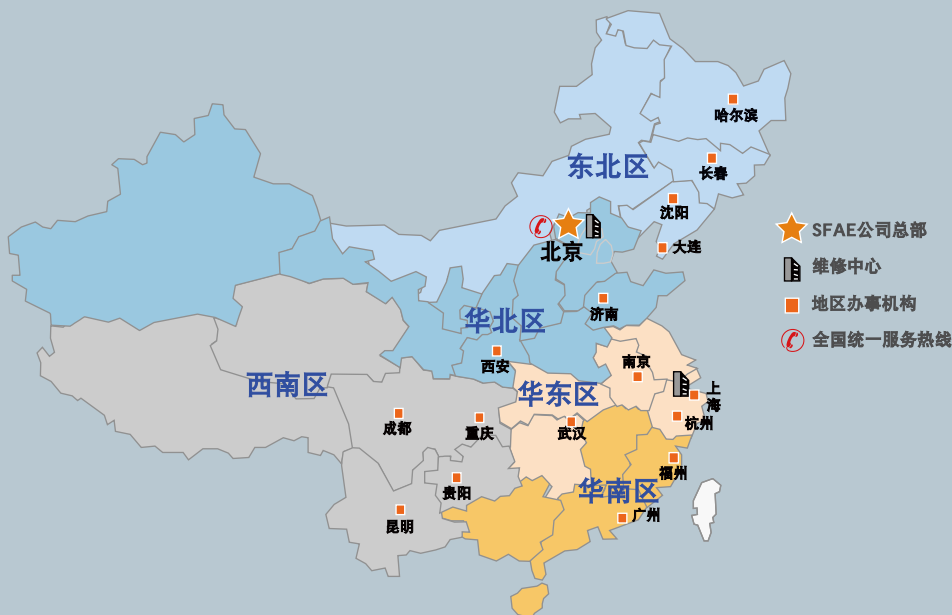 哈尔滨
东北区
长春
沈阳
SFAE公司总部
大连
北京
维修中心
济南
地区办事机构
华北区
全国统一服务热线
西安
南京
西南区
华东区
上
海
成都
重庆
武汉
杭州
福州
贵阳
华南区
昆明
广州